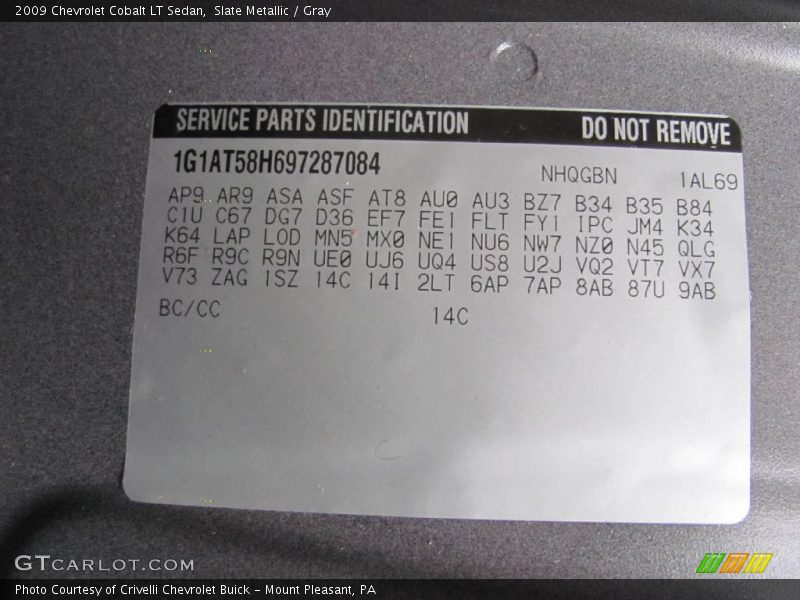 2009 Chevrolet Cobalt LT Sedan, Slate Metallic / Gray
SERVICE PARTS IDENTIFICATION DO NOT REMOVE
1G1AT58H697287084 NHQGBN 1AL69
AP9 AR9 ASA ASF AT8 AU0 AU3 BZ7 B34 B35 B84
C1U C67 DG7 D36 EF7 FE1 FLT FY1 IPC JM4 K34
K64 LAP LOD MN5 MX0 NE1 NU6 NW7 NZ0 N45 QLG
R6F R9C R9N UE0 UJ6 UQ4 US8 U2J VQ2 VT7 VX7
V73 ZAG 1SZ 14C 14I 2LT 6AP 7AP 8AB 87U 9AB
BC/CC 14C
GTCARLOT.COM
Photo Courtesy of Crivelli Chevrolet Buick - Mount Pleasant, PA